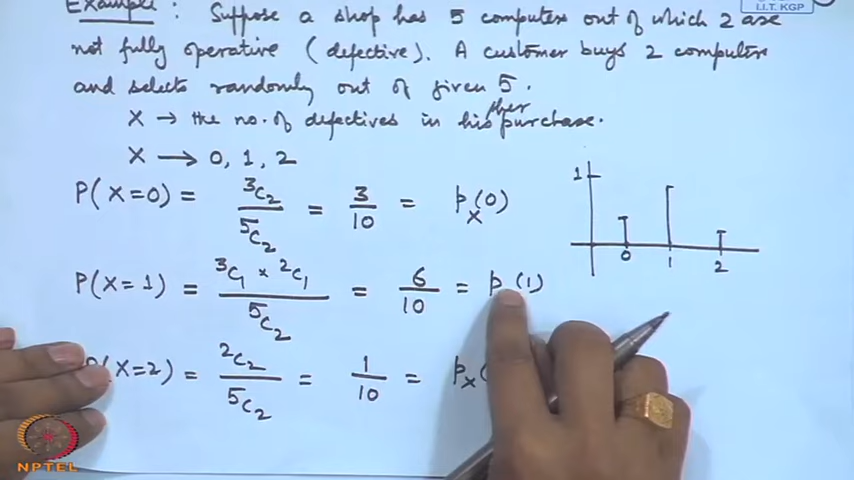 Example: Suppose a shop has 5 computers out of which 2 are
not fully operative (defective). A customer buys 2 computers
and selects randomly out of given 5.
X → the no. of defectives in his/her purchase.
X → 0, 1, 2
P(X=0) = ³C₂ / ⁵C₂ = 3/10 = p_X(0)
P(X=1) = ³C₁ × ²C₁ / ⁵C₂ = 6/10 = p (1)
(X=2) = ²C₂ / ⁵C₂ = 1/10 = p_X(
1
0 1 2
I.I.T. KGP
NPTEL